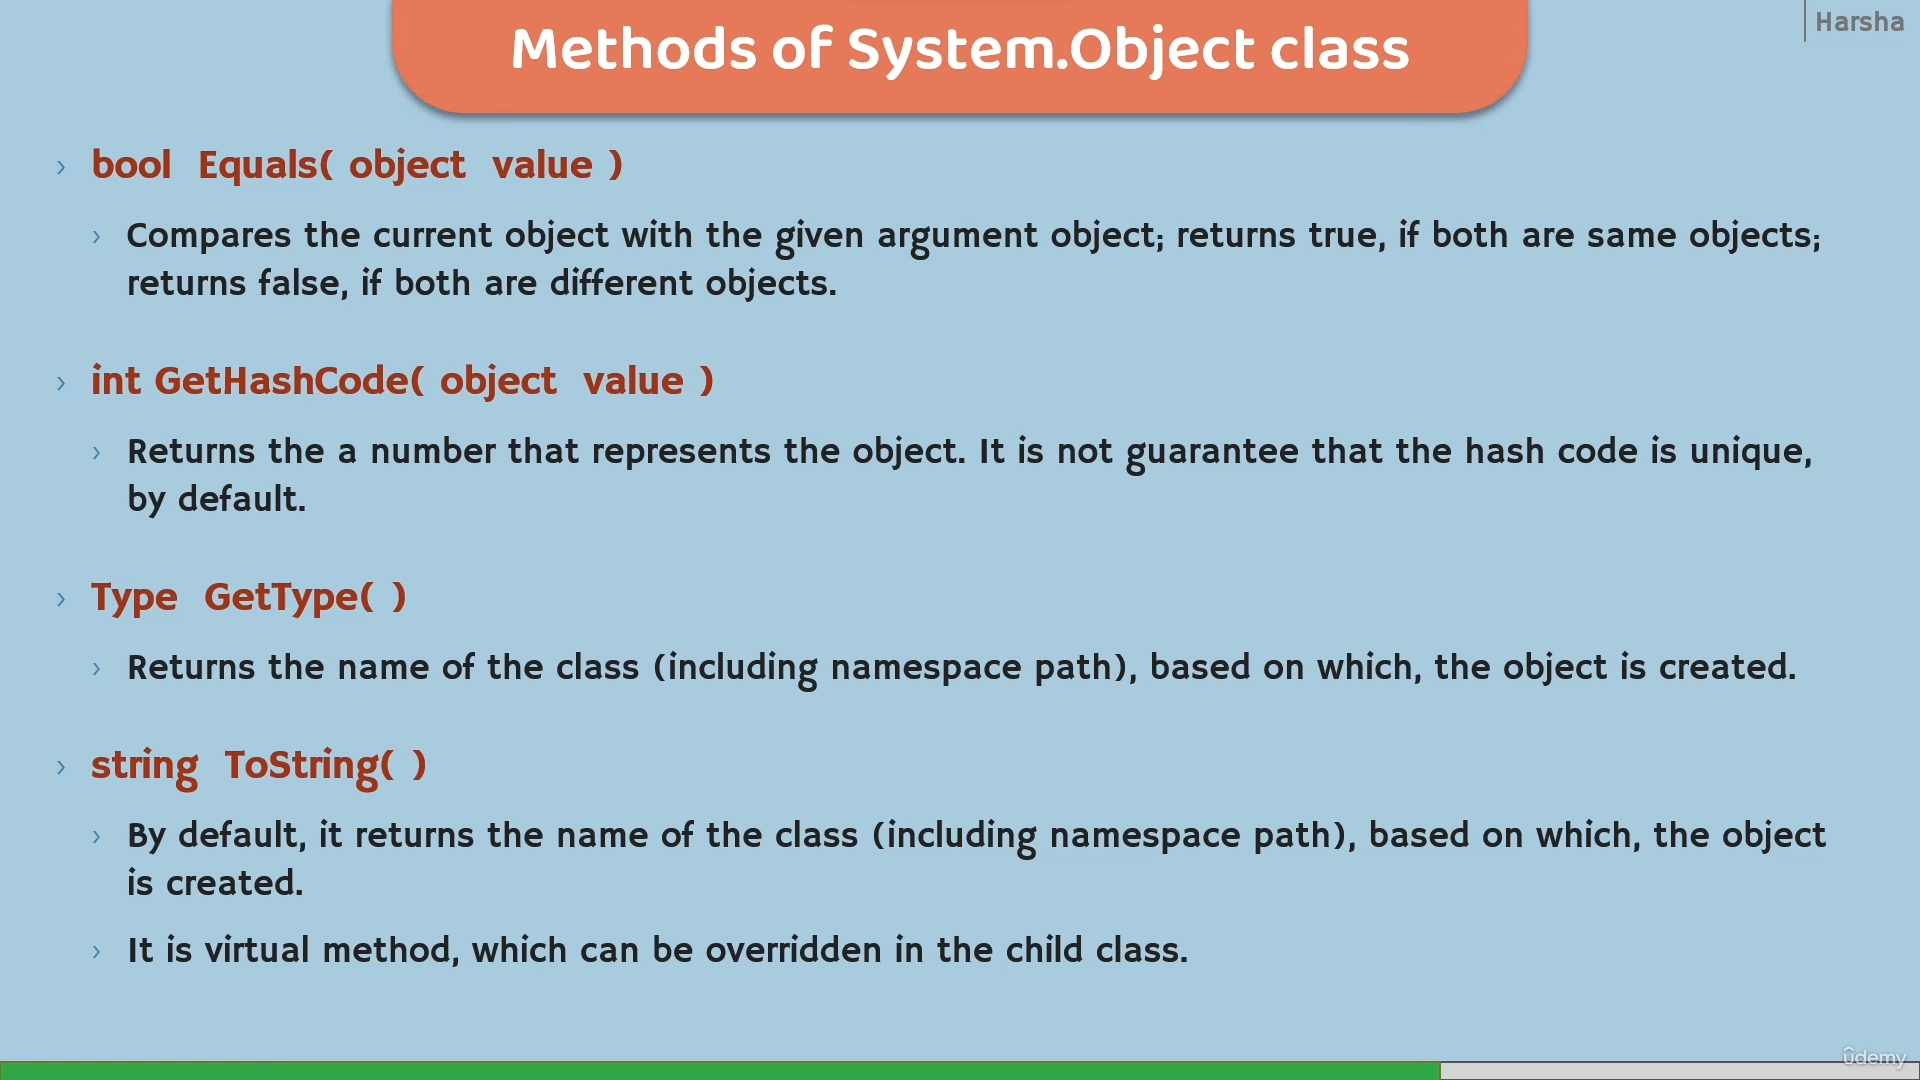 Methods of System.Object class
Harsha
› bool Equals( object value )
› Compares the current object with the given argument object; returns true, if both are same objects;
returns false, if both are different objects.
› int GetHashCode( object value )
› Returns the a number that represents the object. It is not guarantee that the hash code is unique,
by default.
› Type GetType( )
› Returns the name of the class (including namespace path), based on which, the object is created.
› string ToString( )
› By default, it returns the name of the class (including namespace path), based on which, the object
is created.
› It is virtual method, which can be overridden in the child class.
ûdemy